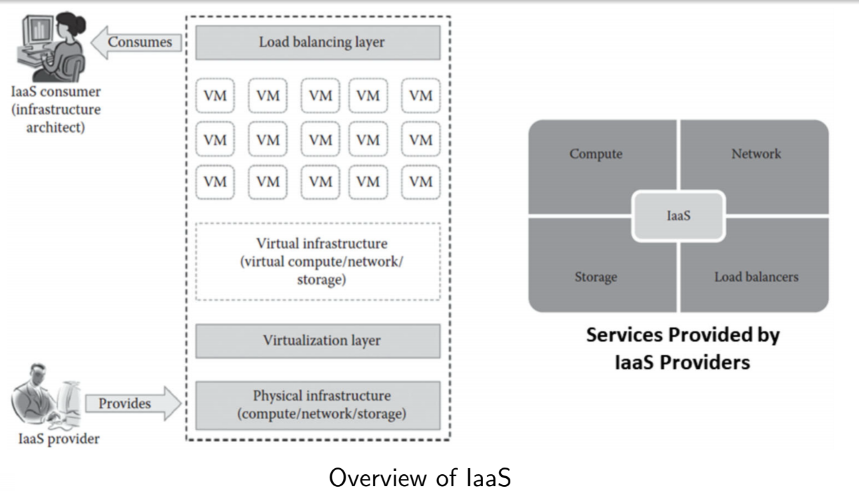 Consumes
Load balancing layer
IaaS consumer
(infrastructure
architect)
VM VM VM VM VM
VM VM VM VM VM
VM VM VM VM VM
Virtual infrastructure
(virtual compute/network/
storage)
Virtualization layer
Physical infrastructure
(compute/network/storage)
Provides
IaaS provider
Compute
Network
IaaS
Storage
Load balancers
Services Provided by
IaaS Providers
Overview of IaaS